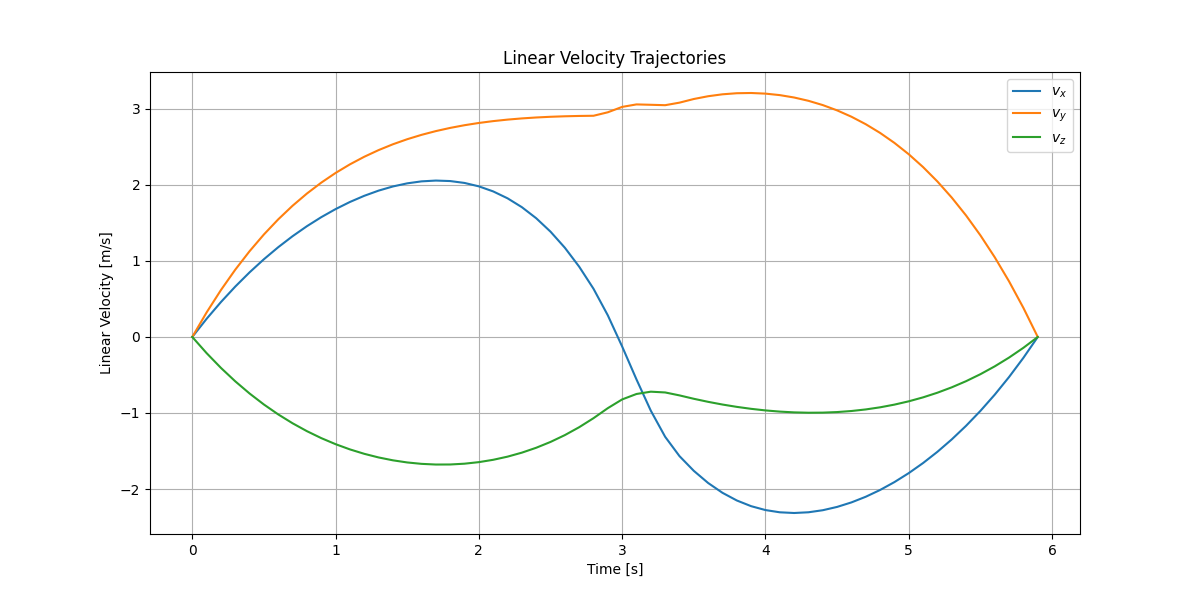 Linear Velocity Trajectories
v_x
v_y
v_z
Linear Velocity [m/s]
3
2
1
0
−1
−2
0 1 2 3 4 5 6
Time [s]